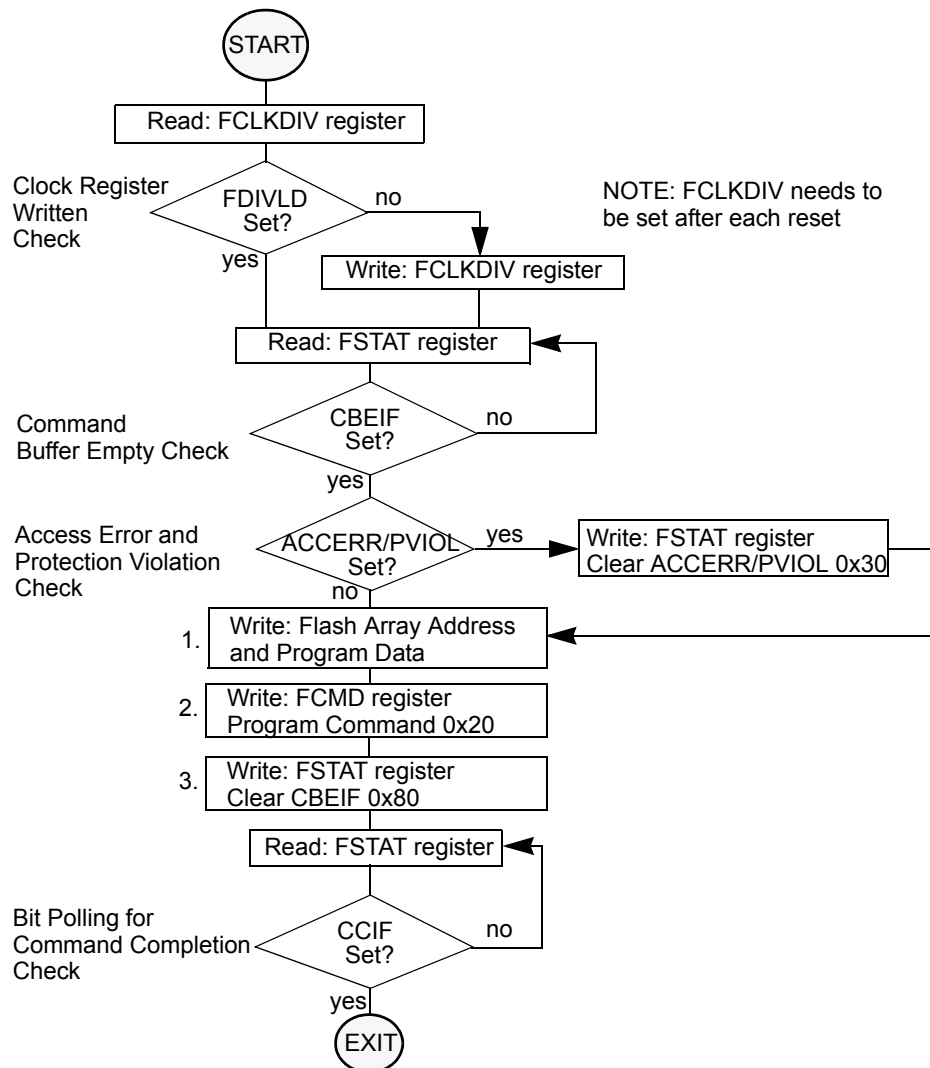 START
Read: FCLKDIV register
Clock Register
Written
Check
FDIVLD
Set?
no
yes
NOTE: FCLKDIV needs to
be set after each reset
Write: FCLKDIV register
Read: FSTAT register
Command
Buffer Empty Check
CBEIF
Set?
no
yes
Access Error and
Protection Violation
Check
ACCERR/PVIOL
Set?
yes
no
Write: FSTAT register
Clear ACCERR/PVIOL 0x30
1.
Write: Flash Array Address
and Program Data
2.
Write: FCMD register
Program Command 0x20
3.
Write: FSTAT register
Clear CBEIF 0x80
Read: FSTAT register
Bit Polling for
Command Completion
Check
CCIF
Set?
no
yes
EXIT